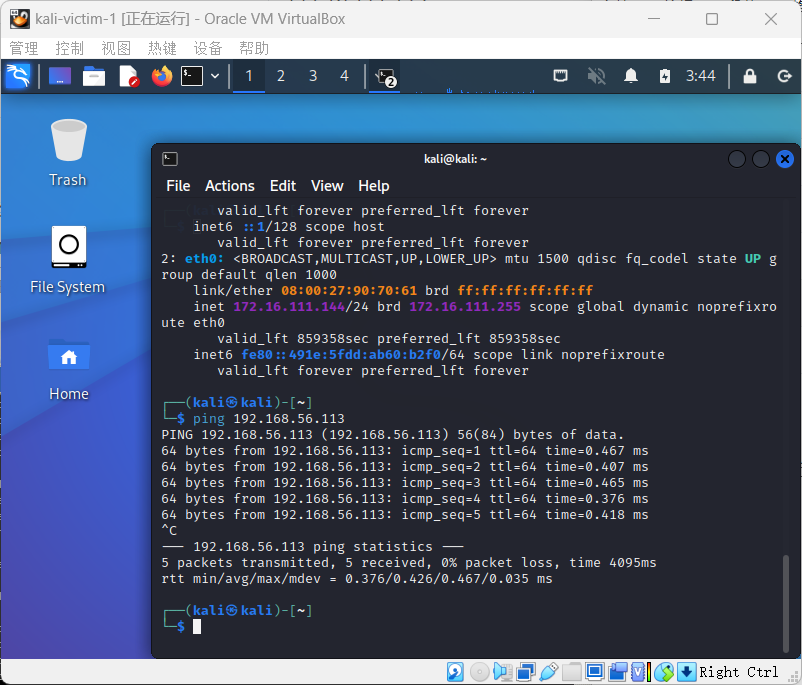 kali-victim-1 [正在运行] - Oracle VM VirtualBox
管理 控制 视图 热键 设备 帮助
1 2 3 4 2 3:44
Trash
File System
Home
kali@kali: ~
File Actions Edit View Help
valid_lft forever preferred_lft forever
inet6 ::1/128 scope host
valid_lft forever preferred_lft forever
2: eth0: <BROADCAST,MULTICAST,UP,LOWER_UP> mtu 1500 qdisc fq_codel state UP g
roup default qlen 1000
link/ether 08:00:27:90:70:61 brd ff:ff:ff:ff:ff:ff
inet 172.16.111.144/24 brd 172.16.111.255 scope global dynamic noprefixro
ute eth0
valid_lft 859358sec preferred_lft 859358sec
inet6 fe80::491e:5fdd:ab60:b2f0/64 scope link noprefixroute
valid_lft forever preferred_lft forever
┌──(kali㉿kali)-[~]
└─$ ping 192.168.56.113
PING 192.168.56.113 (192.168.56.113) 56(84) bytes of data.
64 bytes from 192.168.56.113: icmp_seq=1 ttl=64 time=0.467 ms
64 bytes from 192.168.56.113: icmp_seq=2 ttl=64 time=0.407 ms
64 bytes from 192.168.56.113: icmp_seq=3 ttl=64 time=0.465 ms
64 bytes from 192.168.56.113: icmp_seq=4 ttl=64 time=0.376 ms
64 bytes from 192.168.56.113: icmp_seq=5 ttl=64 time=0.418 ms
^C
--- 192.168.56.113 ping statistics ---
5 packets transmitted, 5 received, 0% packet loss, time 4095ms
rtt min/avg/max/mdev = 0.376/0.426/0.467/0.035 ms
┌──(kali㉿kali)-[~]
└─$
Right Ctrl